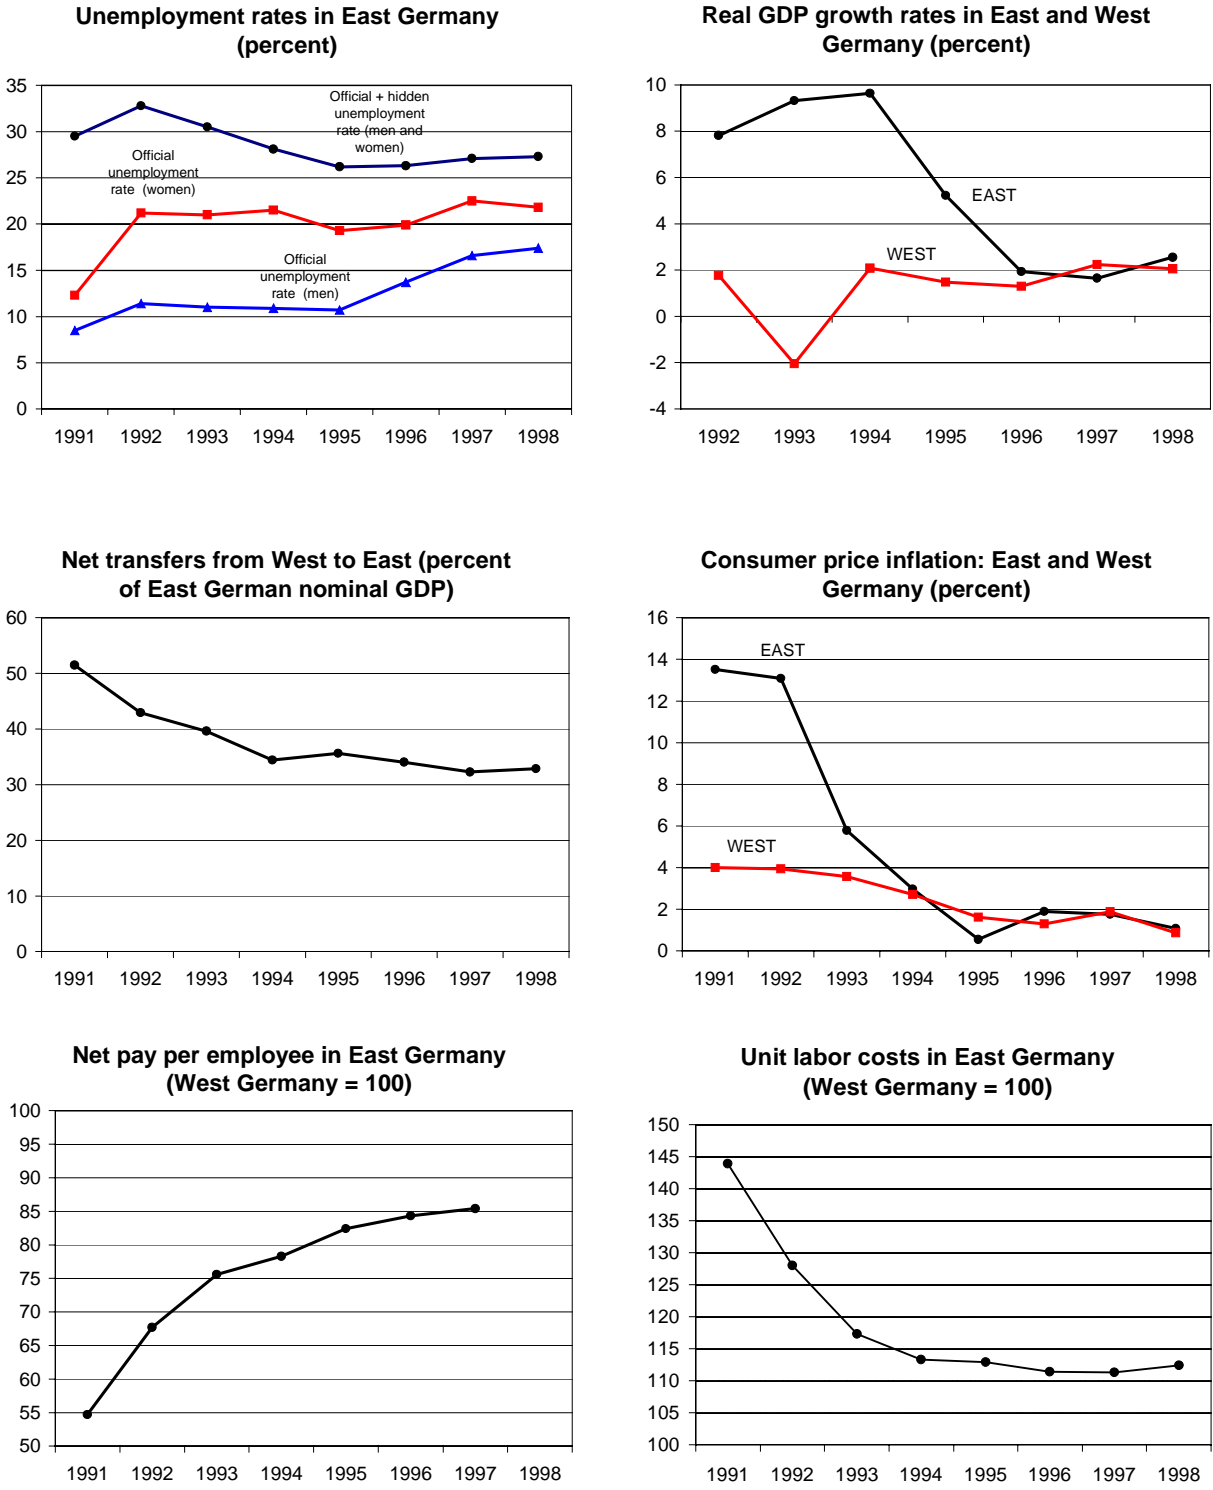 Unemployment rates in East Germany
(percent)
35
30
25
20
15
10
5
0
Official + hidden
unemployment
rate (men and
women)
Official
unemployment
rate (women)
Official
unemployment
rate (men)
1991 1992 1993 1994 1995 1996 1997 1998
Real GDP growth rates in East and West
Germany (percent)
10
8
6
4
2
0
-2
-4
EAST
WEST
1992 1993 1994 1995 1996 1997 1998
Net transfers from West to East (percent
of East German nominal GDP)
60
50
40
30
20
10
0
1991 1992 1993 1994 1995 1996 1997 1998
Consumer price inflation: East and West
Germany (percent)
16
14
12
10
8
6
4
2
0
EAST
WEST
1991 1992 1993 1994 1995 1996 1997 1998
Net pay per employee in East Germany
(West Germany = 100)
100
95
90
85
80
75
70
65
60
55
50
1991 1992 1993 1994 1995 1996 1997 1998
Unit labor costs in East Germany
(West Germany = 100)
150
145
140
135
130
125
120
115
110
105
100
1991 1992 1993 1994 1995 1996 1997 1998